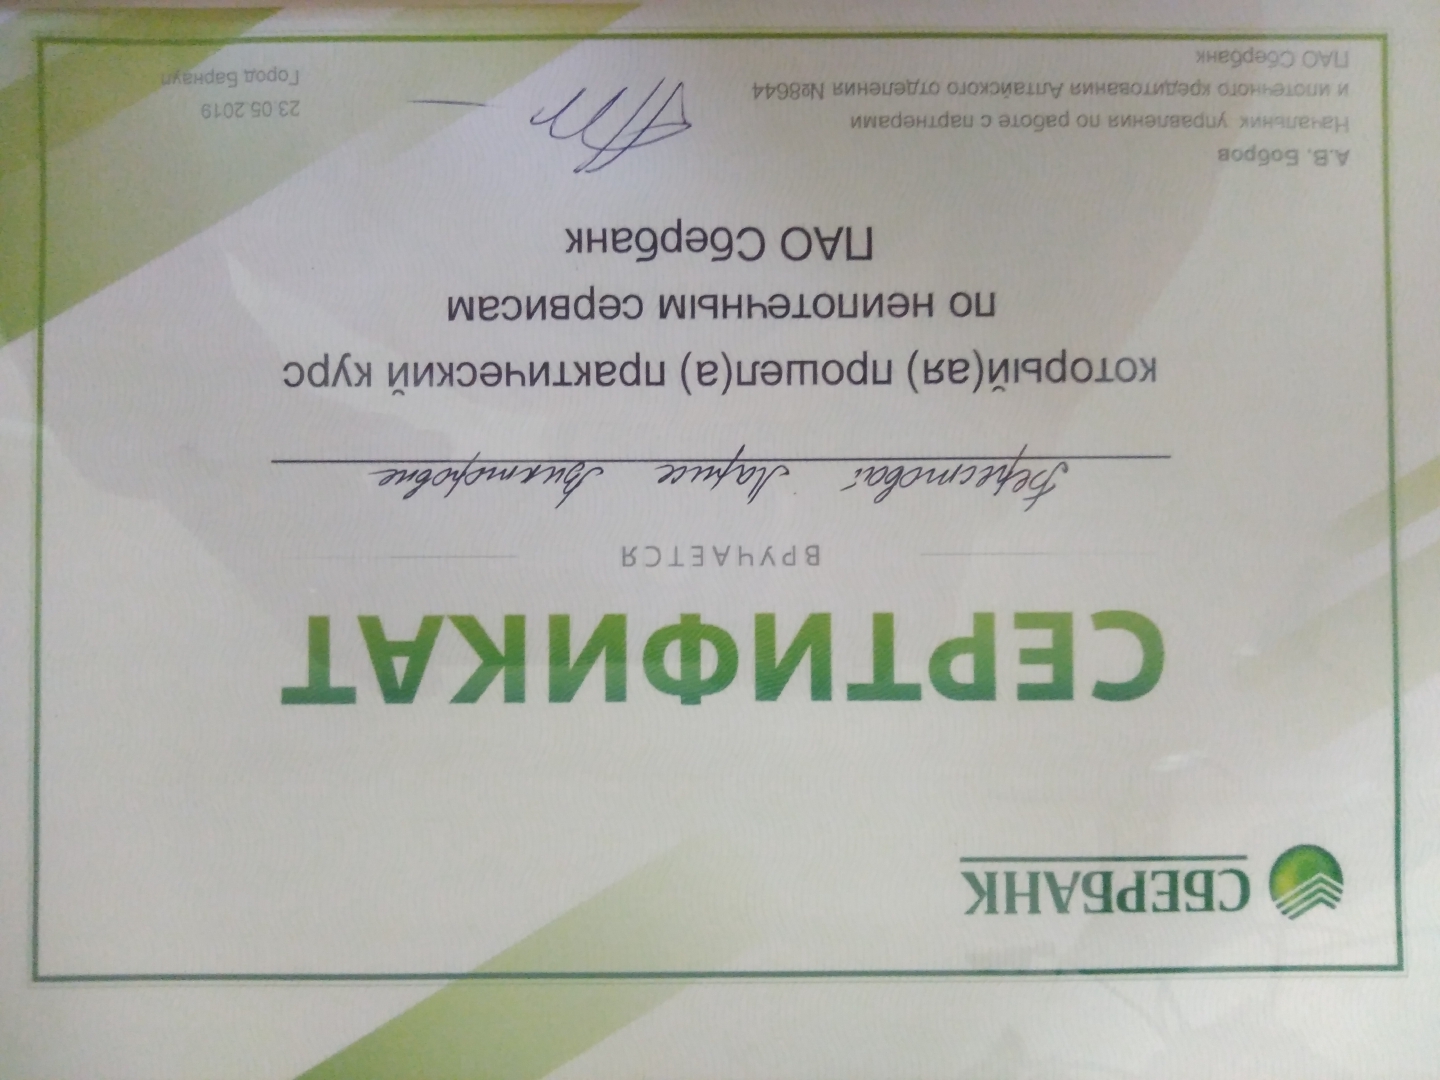 СБЕРБАНК
СЕРТИФИКАТ
ВРУЧАЕТСЯ
Берестовой Ларисе Викторовне
который(ая) прошел(а) практический курс
по неипотечным сервисам
ПАО Сбербанк
А.В. Бобров
Начальник управления по работе с партнерами
и ипотечного кредитования Алтайского отделения №8644
ПАО Сбербанк
23.05.2019
Город Барнаул